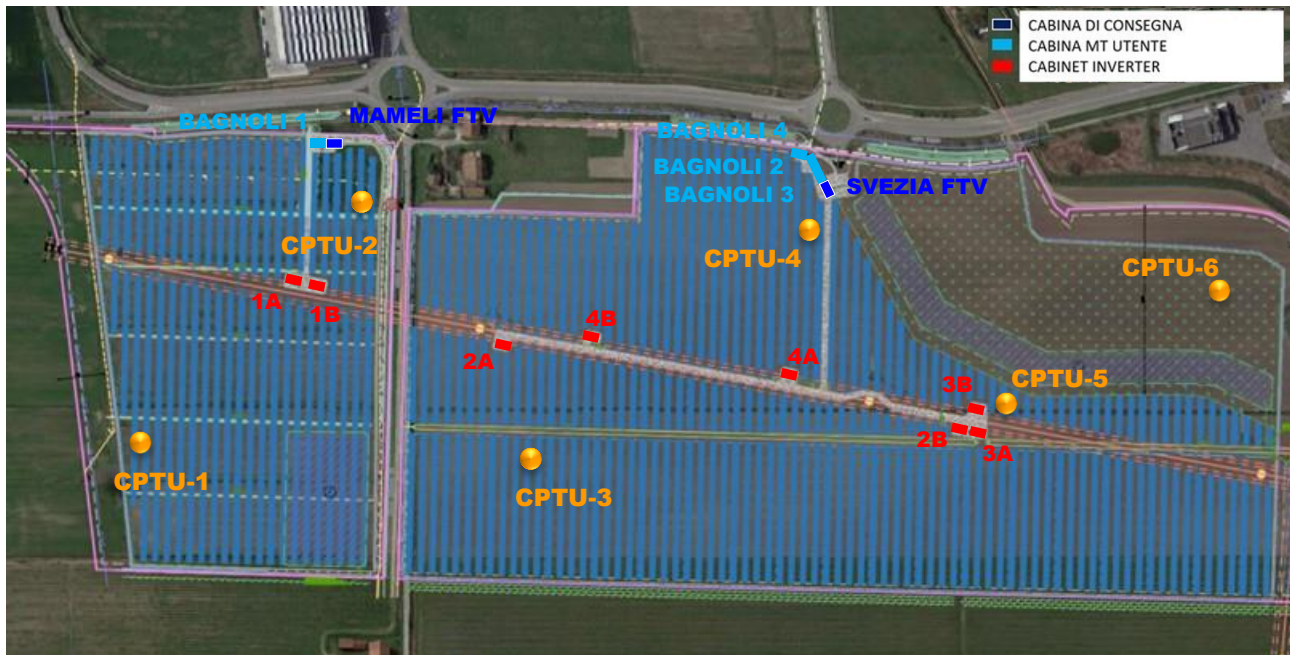 CABINA DI CONSEGNA
CABINA MT UTENTE
CABINET INVERTER
BAGNOLI 1
MAMELI FTV
BAGNOLI 4
BAGNOLI 2
BAGNOLI 3
SVEZIA FTV
CPTU-2
CPTU-4
CPTU-6
1A
1B
4B
2A
4A
3B
CPTU-5
2B
3A
CPTU-1
CPTU-3